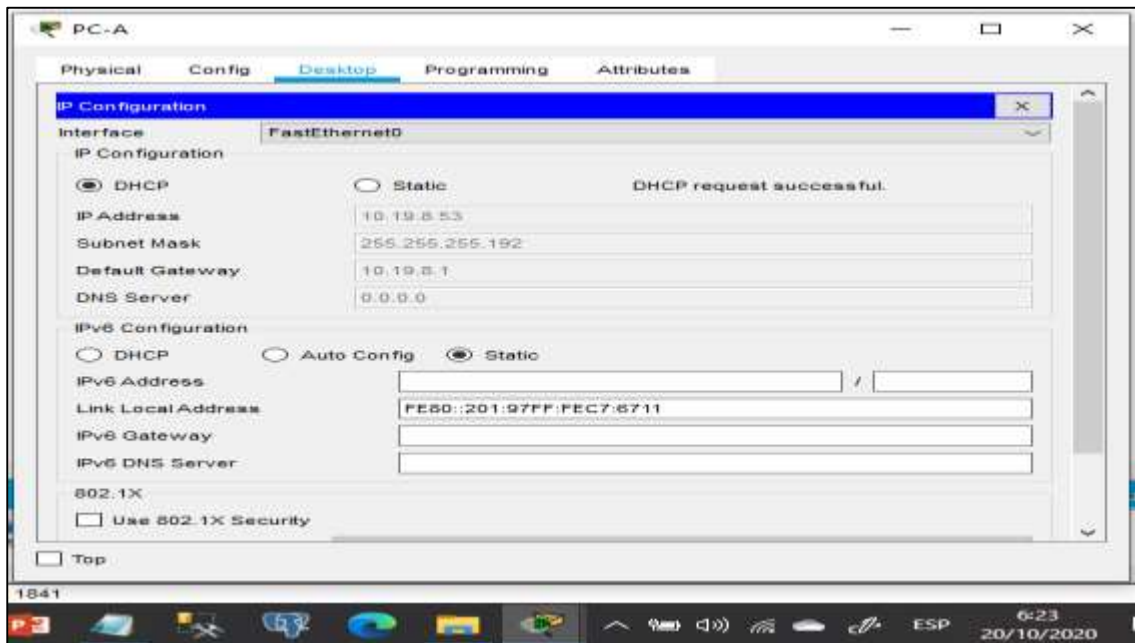 PC-A
Physical Config Desktop Programming Attributes
IP Configuration
Interface FastEthernet0
IP Configuration
DHCP Static DHCP request successful.
IP Address 10.19.8.53
Subnet Mask 255.255.255.192
Default Gateway 10.19.8.1
DNS Server 0.0.0.0
IPv6 Configuration
DHCP Auto Config Static
IPv6 Address /
Link Local Address FE80::201:97FF:FEC7:6711
IPv6 Gateway
IPv6 DNS Server
802.1X
Use 802.1X Security
Top
1841
ESP 6:23
20/10/2020